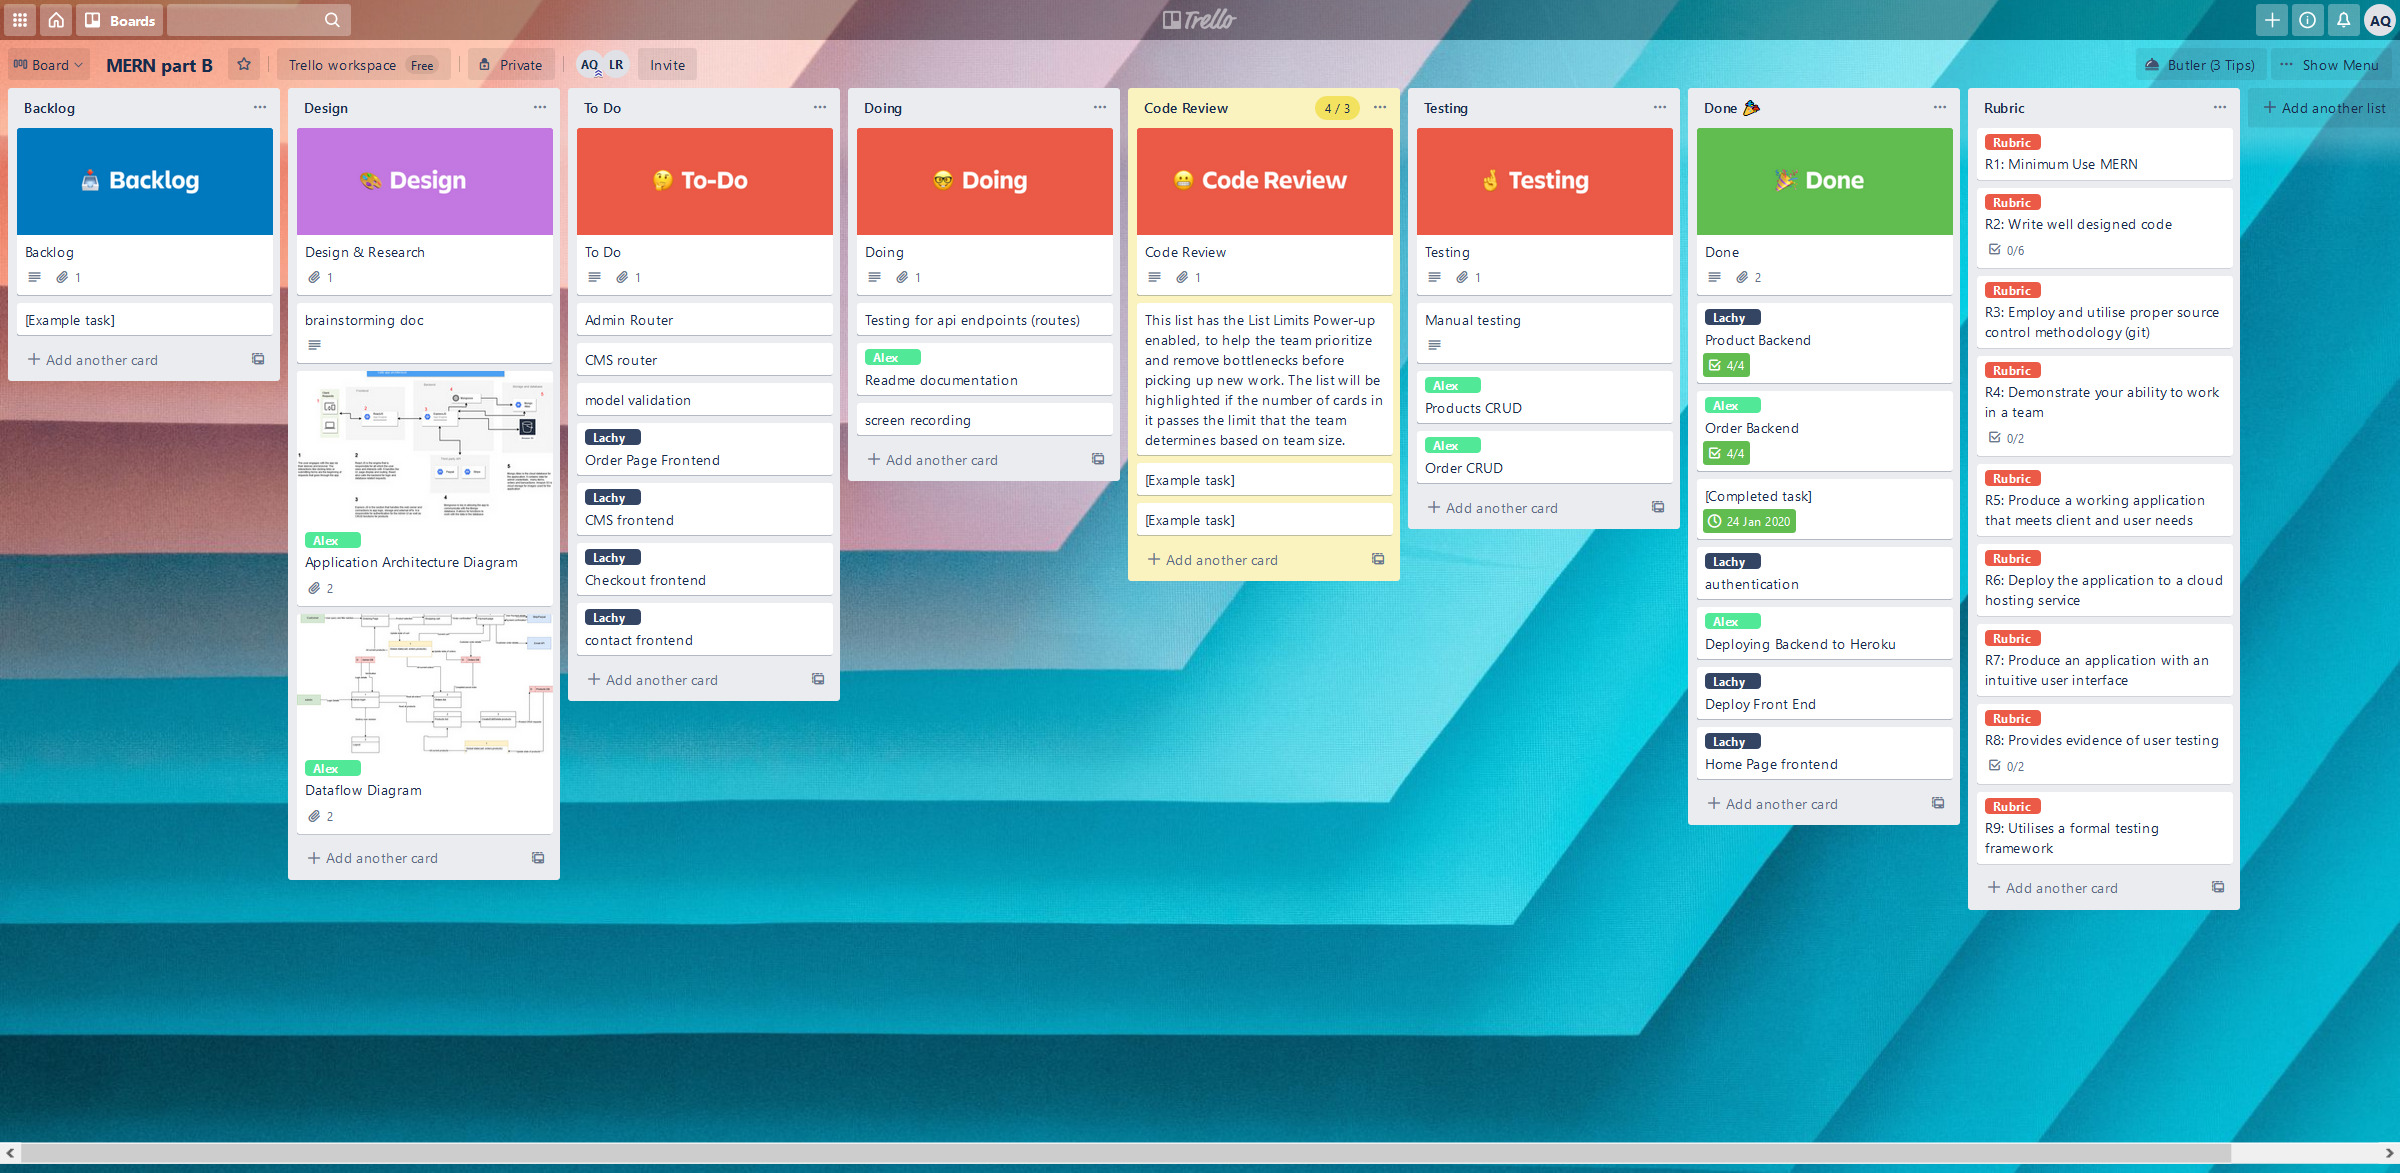 Boards
Trello
AQ
Board
MERN part B
Trello workspace Free
Private
AQ LR
Invite
Butler (3 Tips)
Show Menu
Backlog
Backlog
Backlog
1
[Example task]
Add another card
Design
Design
Design & Research
1
brainstorming doc
Alex
Application Architecture Diagram
2
Alex
Dataflow Diagram
2
Add another card
To Do
To-Do
To Do
1
Admin Router
CMS router
model validation
Lachy
Order Page Frontend
Lachy
CMS frontend
Lachy
Checkout frontend
Lachy
contact frontend
Add another card
Doing
Doing
Doing
1
Testing for api endpoints (routes)
Alex
Readme documentation
screen recording
Add another card
Code Review
4 / 3
Code Review
Code Review
1
This list has the List Limits Power-up
enabled, to help the team prioritize
and remove bottlenecks before
picking up new work. The list will be
highlighted if the number of cards in
it passes the limit that the team
determines based on team size.
[Example task]
[Example task]
Add another card
Testing
Testing
Testing
1
Manual testing
Alex
Products CRUD
Alex
Order CRUD
Add another card
Done
Done
Done
2
Lachy
Product Backend
4/4
Alex
Order Backend
4/4
[Completed task]
24 Jan 2020
Lachy
authentication
Alex
Deploying Backend to Heroku
Lachy
Deploy Front End
Lachy
Home Page frontend
Add another card
Rubric
Rubric
R1: Minimum Use MERN
Rubric
R2: Write well designed code
0/6
Rubric
R3: Employ and utilise proper source
control methodology (git)
Rubric
R4: Demonstrate your ability to work
in a team
0/2
Rubric
R5: Produce a working application
that meets client and user needs
Rubric
R6: Deploy the application to a cloud
hosting service
Rubric
R7: Produce an application with an
intuitive user interface
Rubric
R8: Provides evidence of user testing
0/2
Rubric
R9: Utilises a formal testing
framework
Add another card
Add another list